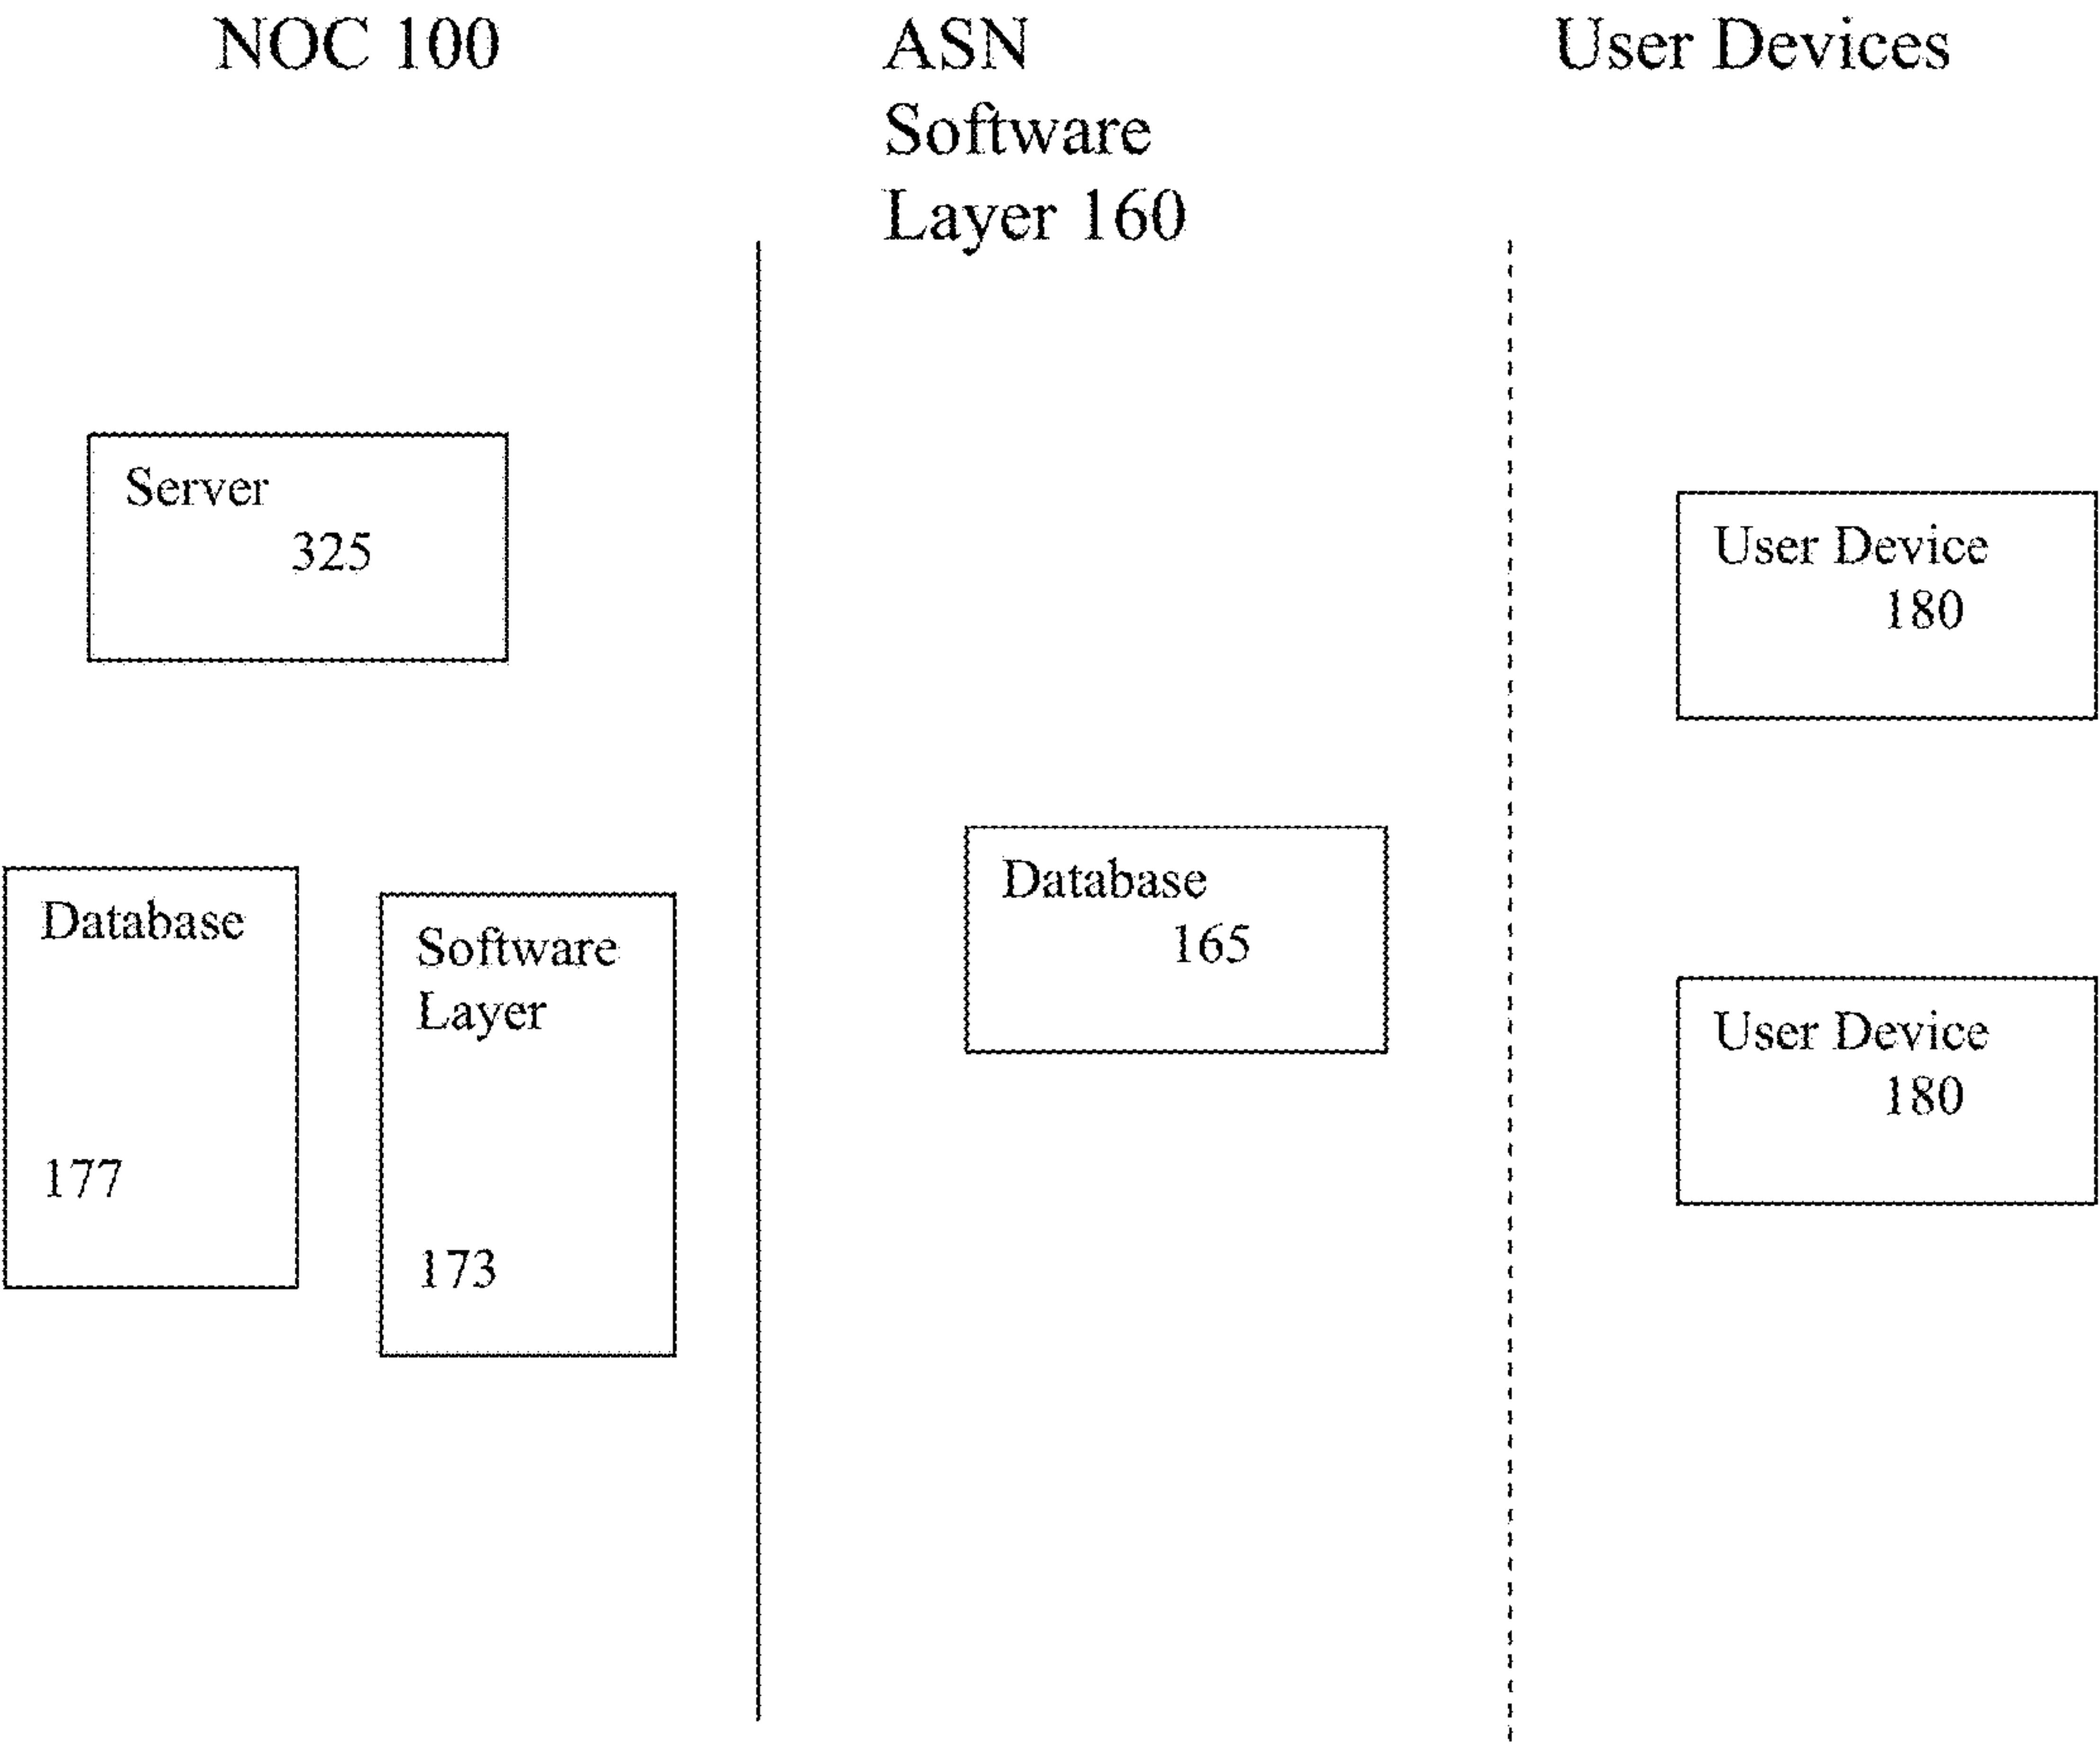 NOC 100
ASN
Software
Layer 160
User Devices
Server
325
Database
177
Software
Layer
173
Database
165
User Device
180
User Device
180